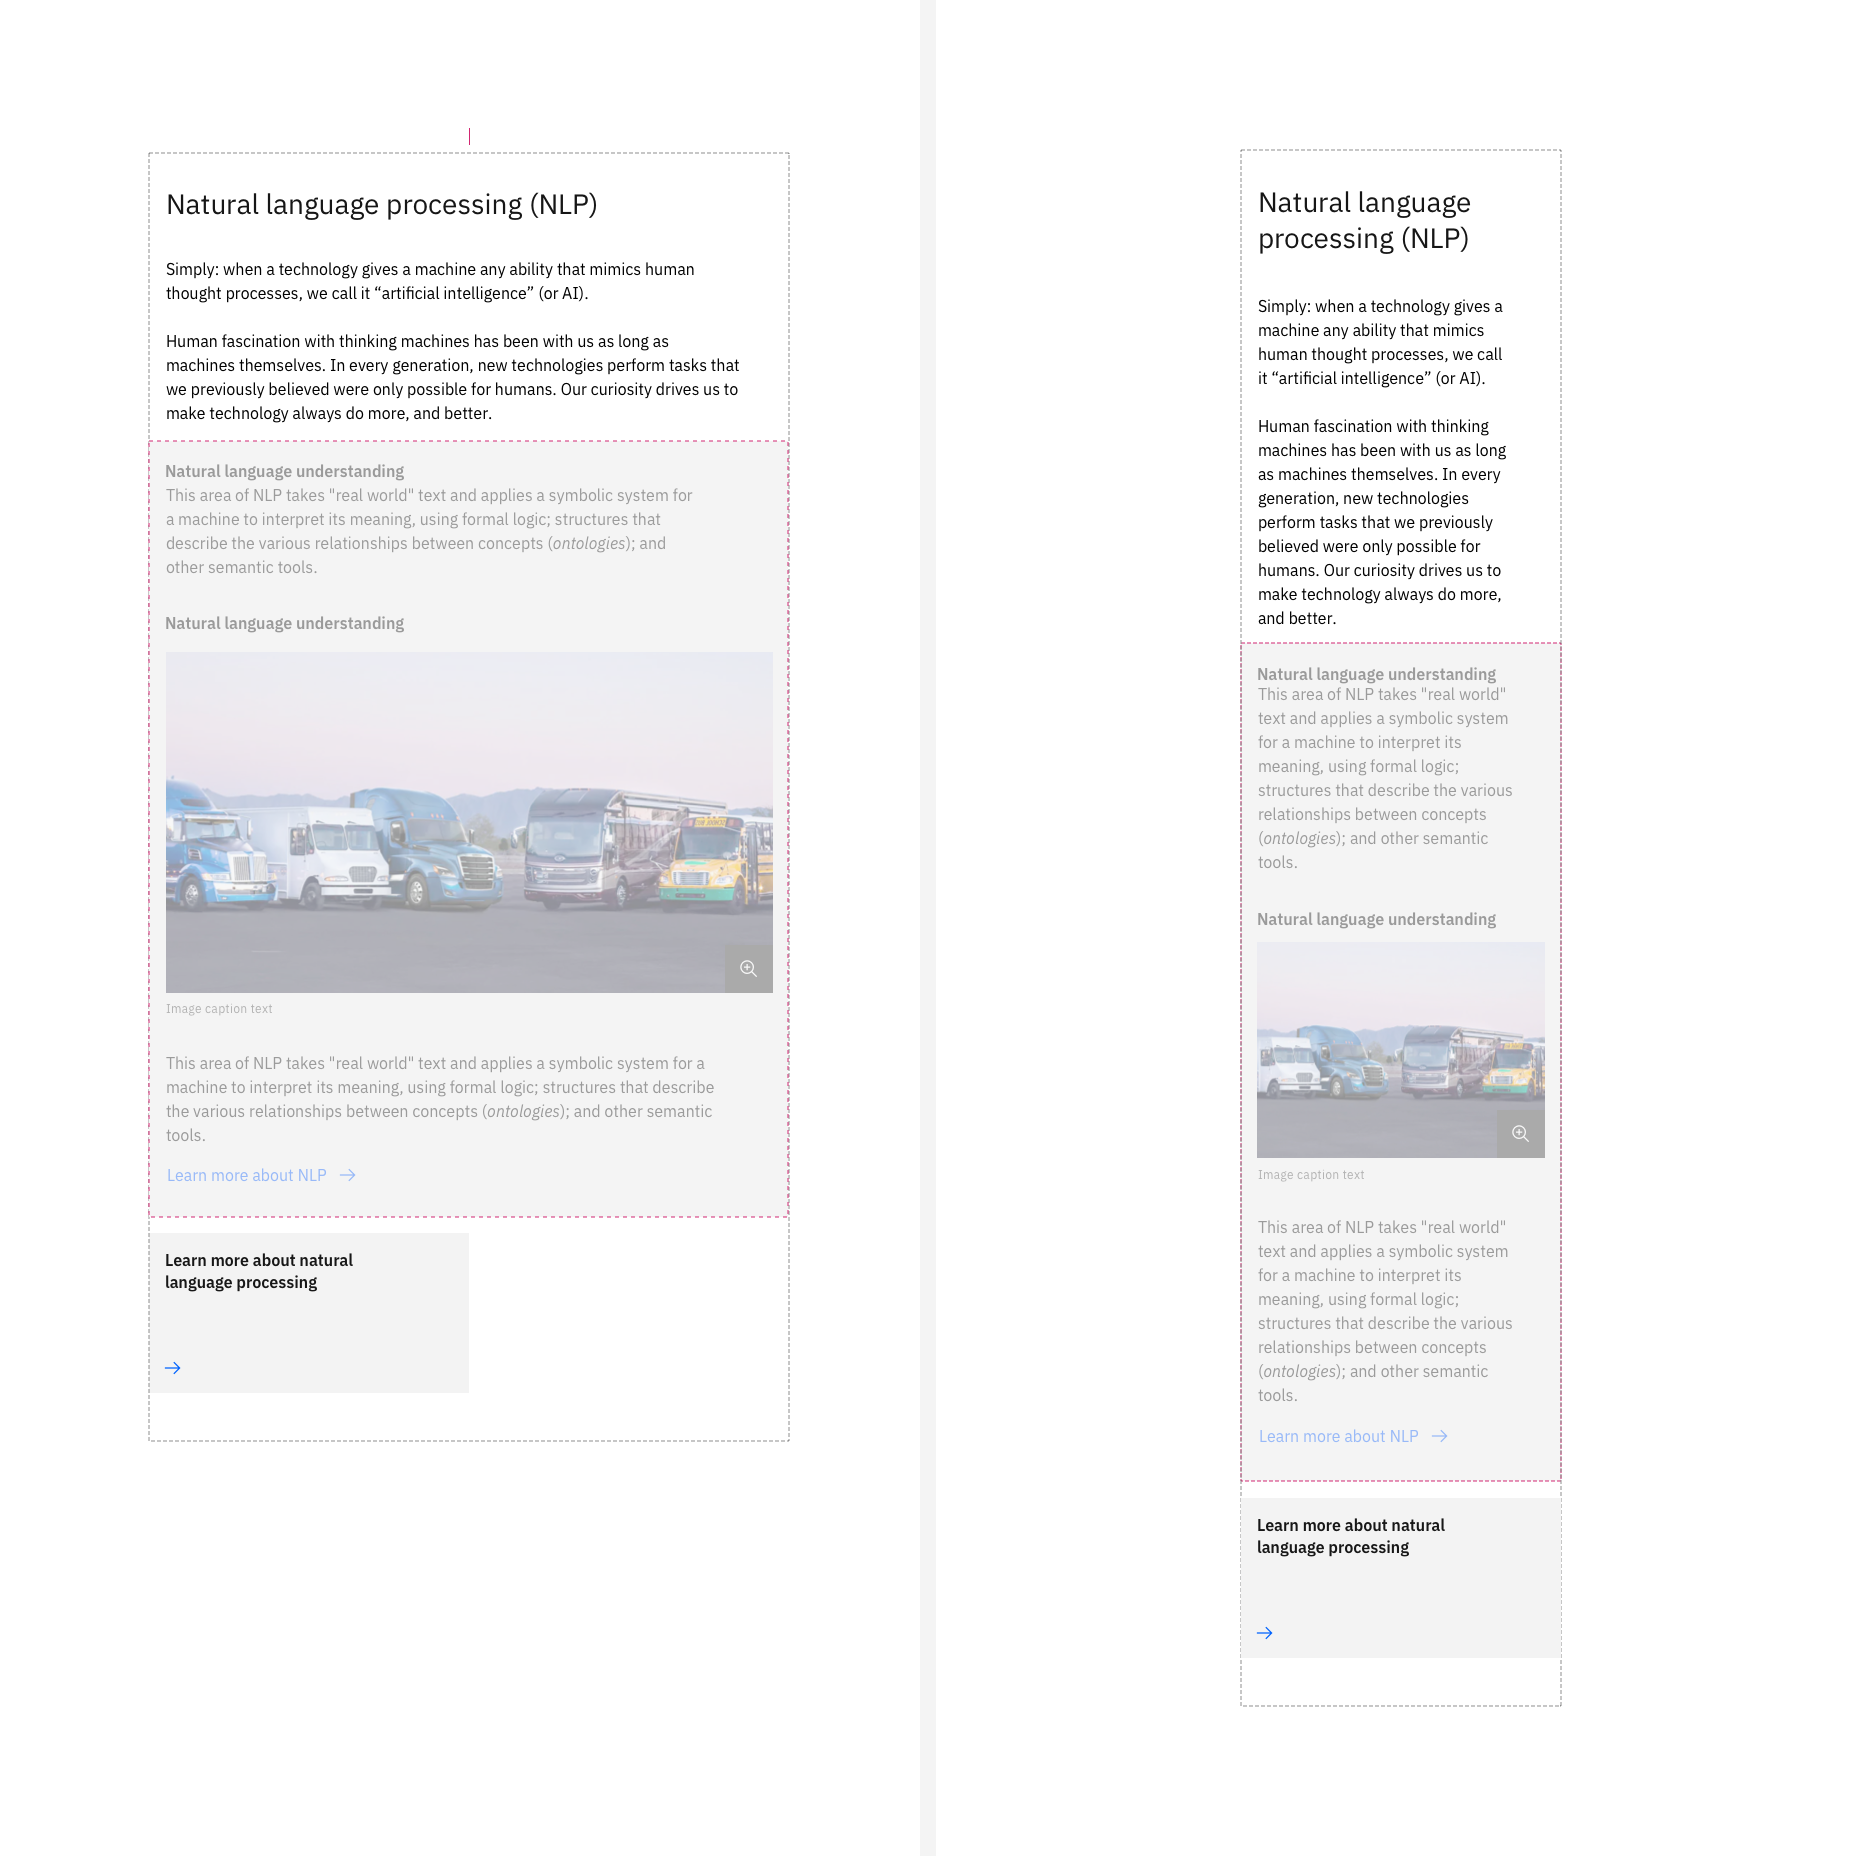 Natural language processing (NLP)
Simply: when a technology gives a machine any ability that mimics human
thought processes, we call it “artificial intelligence” (or AI).
Human fascination with thinking machines has been with us as long as
machines themselves. In every generation, new technologies perform tasks that
we previously believed were only possible for humans. Our curiosity drives us to
make technology always do more, and better.
Natural language understanding
This area of NLP takes "real world" text and applies a symbolic system for
a machine to interpret its meaning, using formal logic; structures that
describe the various relationships between concepts (ontologies); and
other semantic tools.
Natural language understanding
Image caption text
This area of NLP takes "real world" text and applies a symbolic system for a
machine to interpret its meaning, using formal logic; structures that describe
the various relationships between concepts (ontologies); and other semantic
tools.
Learn more about NLP
Learn more about natural
language processing
Natural language
processing (NLP)
Simply: when a technology gives a
machine any ability that mimics
human thought processes, we call
it “artificial intelligence” (or AI).
Human fascination with thinking
machines has been with us as long
as machines themselves. In every
generation, new technologies
perform tasks that we previously
believed were only possible for
humans. Our curiosity drives us to
make technology always do more,
and better.
Natural language understanding
This area of NLP takes "real world"
text and applies a symbolic system
for a machine to interpret its
meaning, using formal logic;
structures that describe the various
relationships between concepts
(ontologies); and other semantic
tools.
Natural language understanding
Image caption text
This area of NLP takes "real world"
text and applies a symbolic system
for a machine to interpret its
meaning, using formal logic;
structures that describe the various
relationships between concepts
(ontologies); and other semantic
tools.
Learn more about NLP
Learn more about natural
language processing